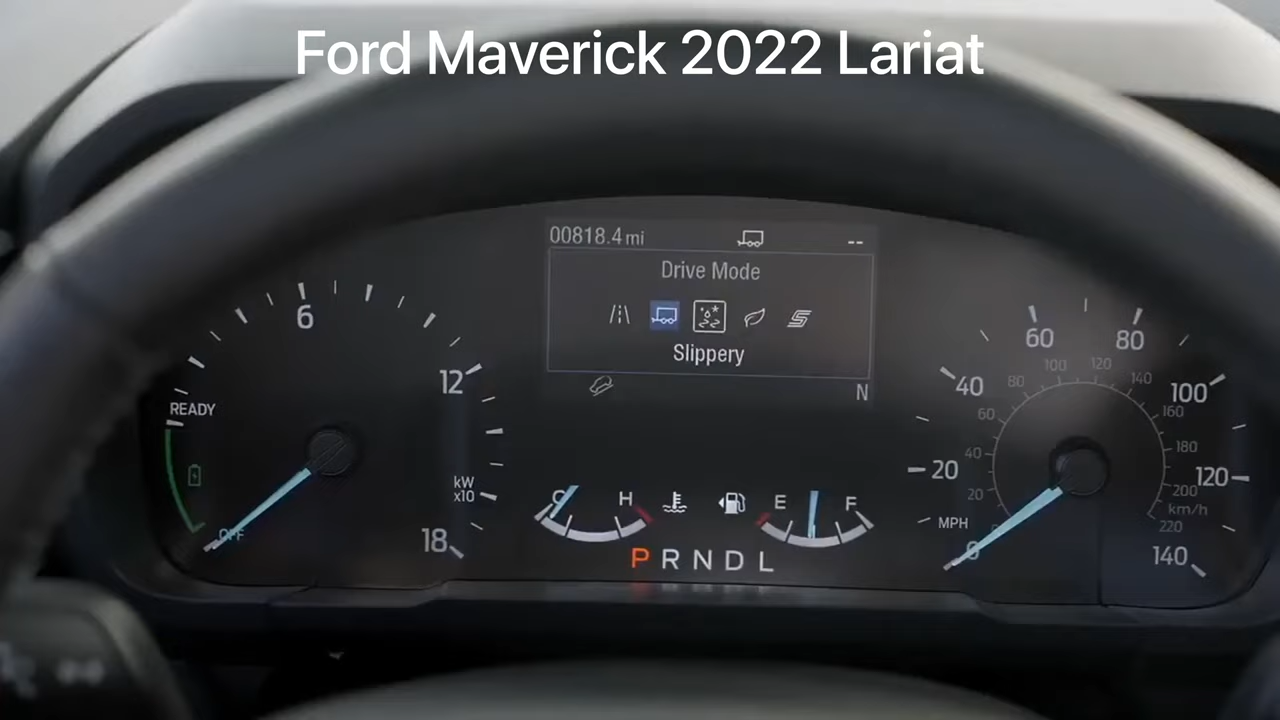 Ford Maverick 2022 Lariat
00818.4 mi --
Drive Mode
Slippery
N
6
12
READY
kW
x10
OFF
18
C H
E F
P R N D L
0 20 40 60 80 100 120 140
MPH
20 40 60 80 100 120 140 160 180 200 220
km/h